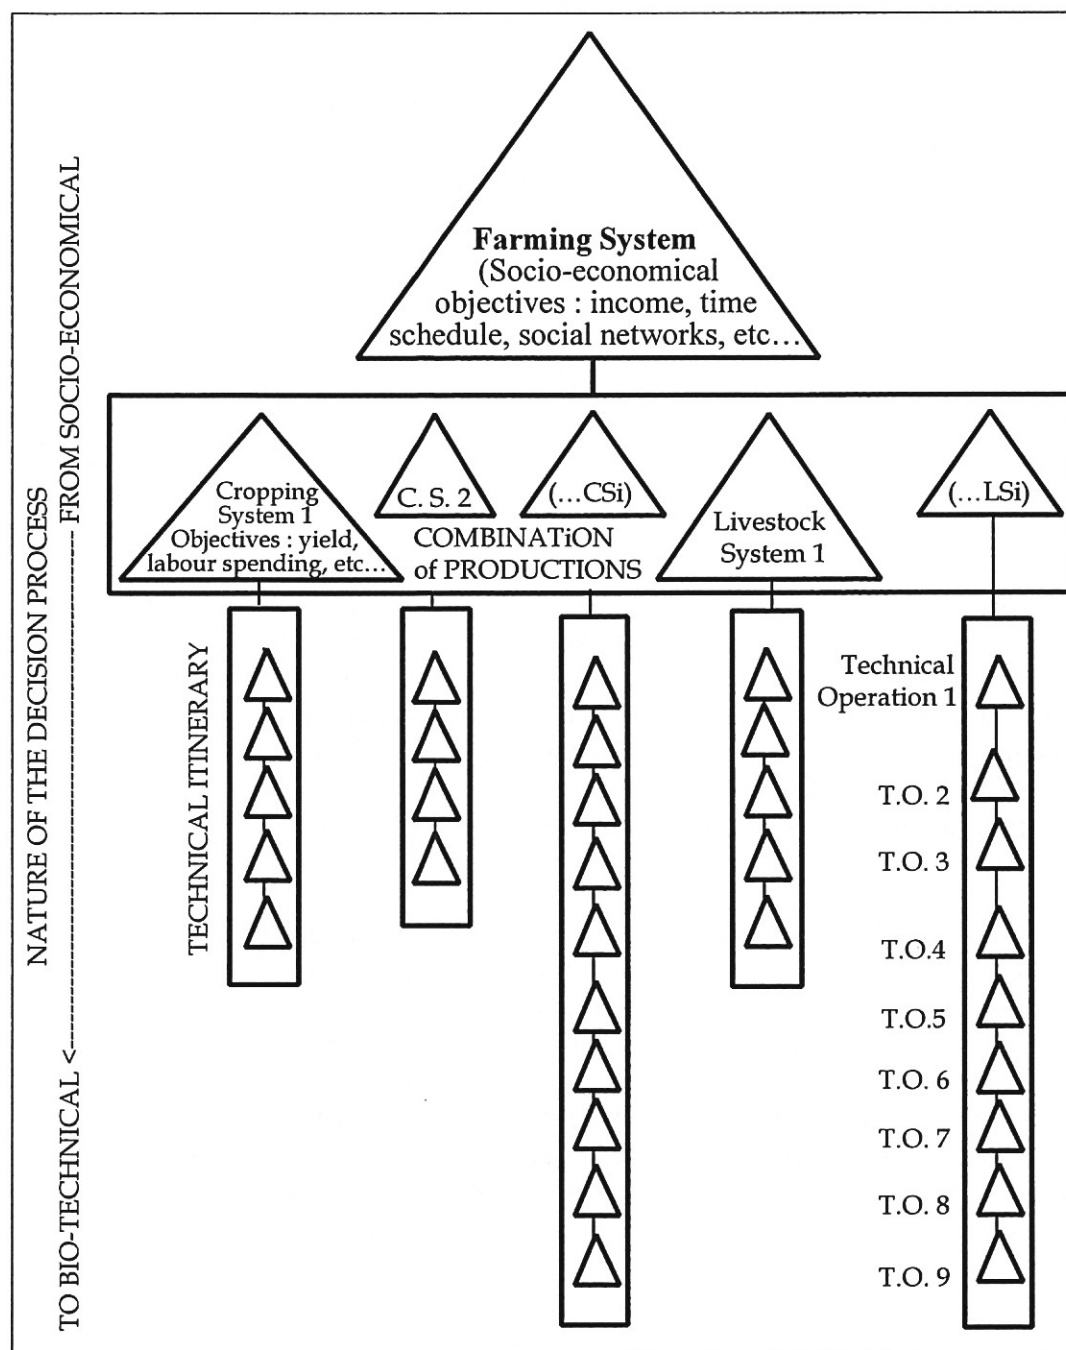 Farming System
(Socio-economical
objectives : income, time
schedule, social networks, etc...
Cropping
System 1
Objectives : yield,
labour spending, etc...
C. S. 2
(...CSi)
COMBINATiON
of PRODUCTIONS
Livestock
System 1
(...LSi)
NATURE OF THE DECISION PROCESS
TO BIO-TECHNICAL <--------------------------------------------FROM SOCIO-ECONOMICAL
TECHNICAL ITINERARY
Technical
Operation 1
T.O. 2
T.O. 3
T.O.4
T.O.5
T.O. 6
T.O. 7
T.O. 8
T.O. 9